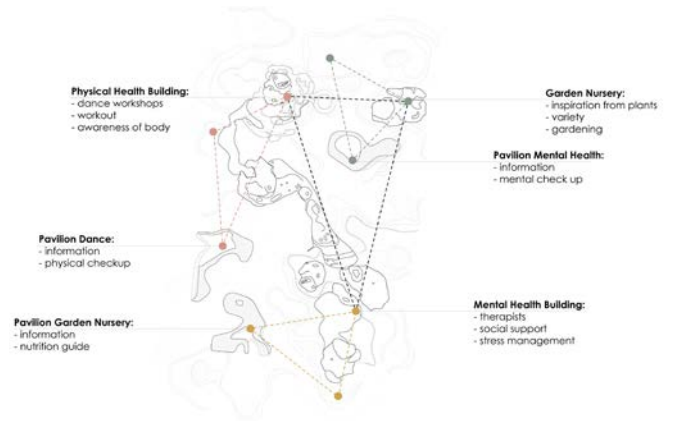 Physical Health Building:
- dance workshops
- workout
- awareness of body
Garden Nursery:
- inspiration from plants
- variety
- gardening
Pavilion Mental Health:
- information
- mental check up
Pavilion Dance:
- information
- physical checkup
Pavilion Garden Nursery:
- information
- nutrition guide
Mental Health Building:
- therapists
- social support
- stress management